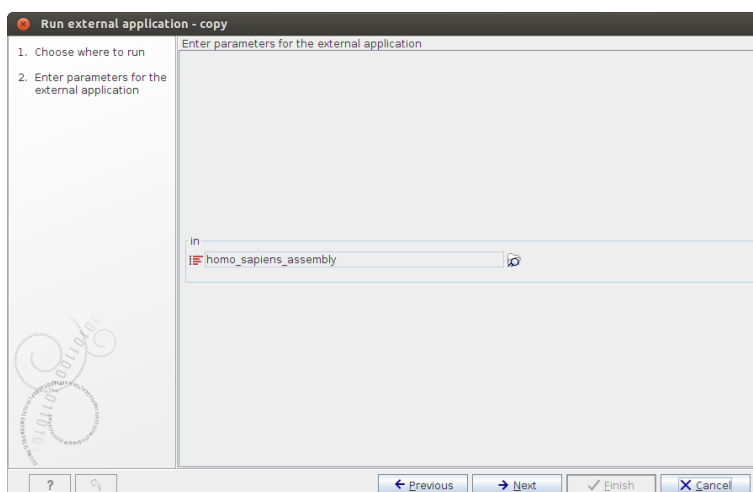 Run external application - copy
1. Choose where to run
2. Enter parameters for the
external application
Enter parameters for the external application
in
homo_sapiens_assembly
?
Previous
Next
Finish
Cancel